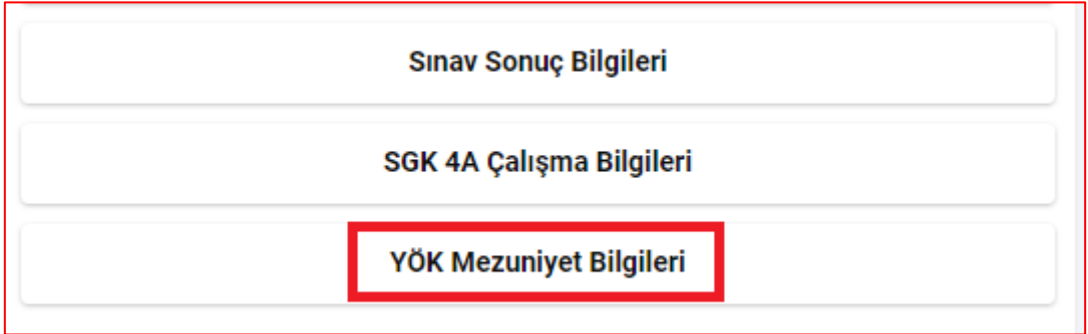 Sınav Sonuç Bilgileri
SGK 4A Çalışma Bilgileri
YÖK Mezuniyet Bilgileri